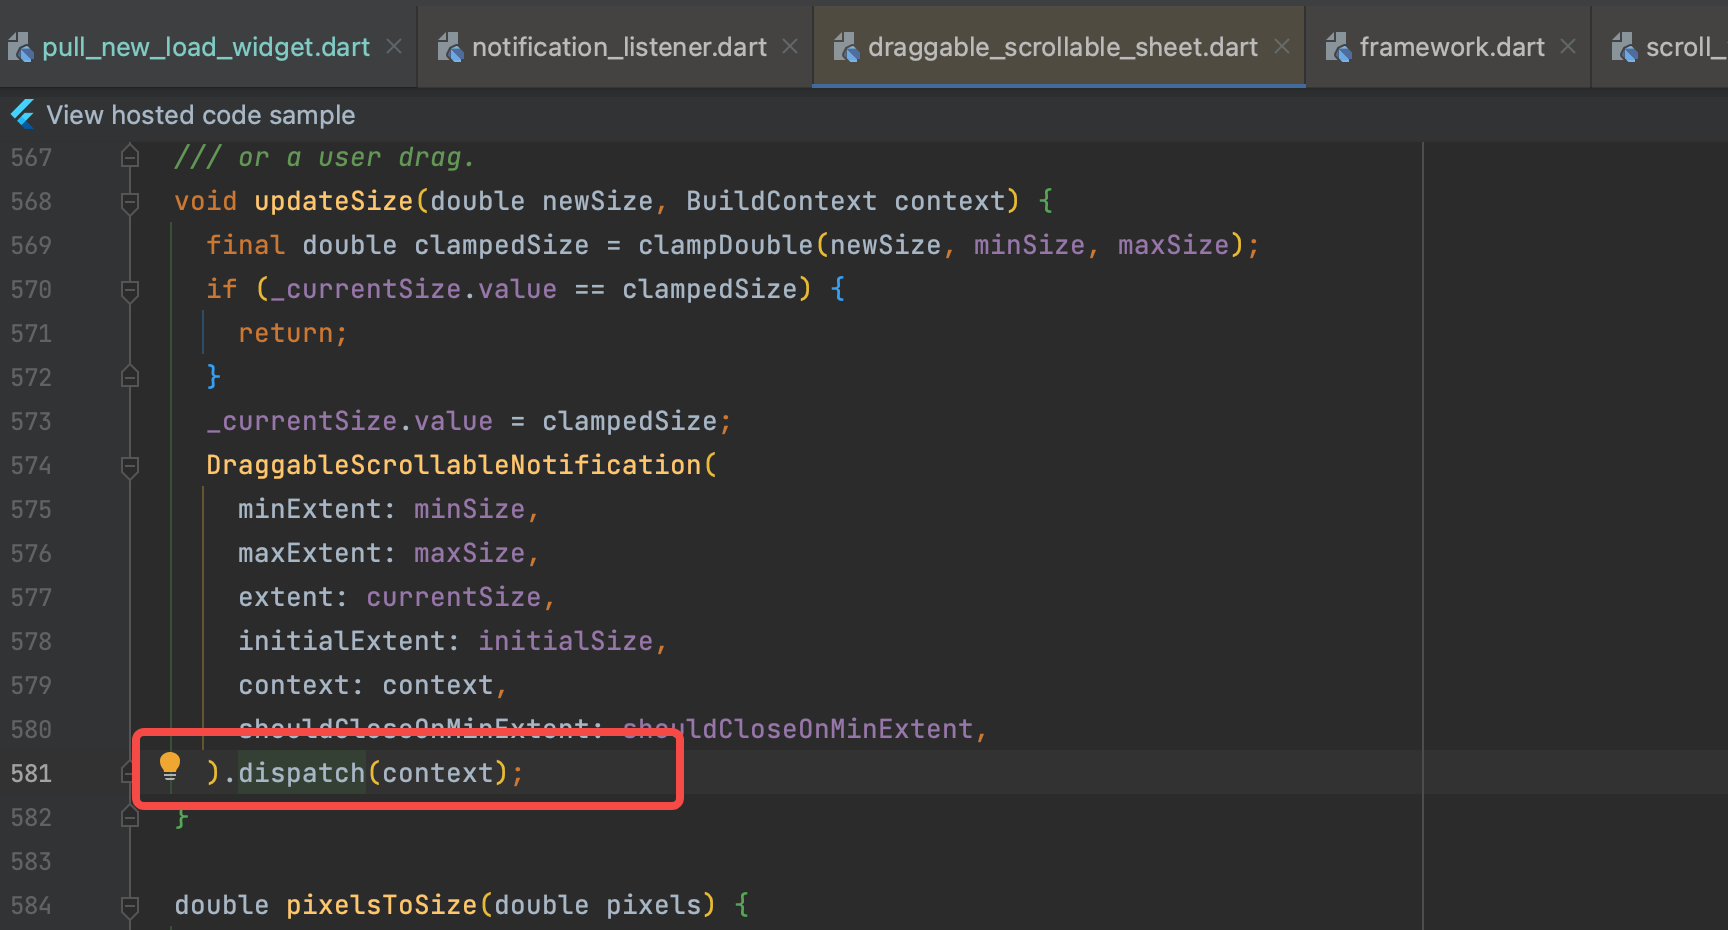 pull_new_load_widget.dart notification_listener.dart draggable_scrollable_sheet.dart framework.dart scroll_
View hosted code sample
567 /// or a user drag.
568 void updateSize(double newSize, BuildContext context) {
569 final double clampedSize = clampDouble(newSize, minSize, maxSize);
570 if (_currentSize.value == clampedSize) {
571 return;
572 }
573 _currentSize.value = clampedSize;
574 DraggableScrollableNotification(
575 minExtent: minSize,
576 maxExtent: maxSize,
577 extent: currentSize,
578 initialExtent: initialSize,
579 context: context,
580 shouldCloseOnMinExtent: shouldCloseOnMinExtent,
581 ).dispatch(context);
582 }
583
584 double pixelsToSize(double pixels) {